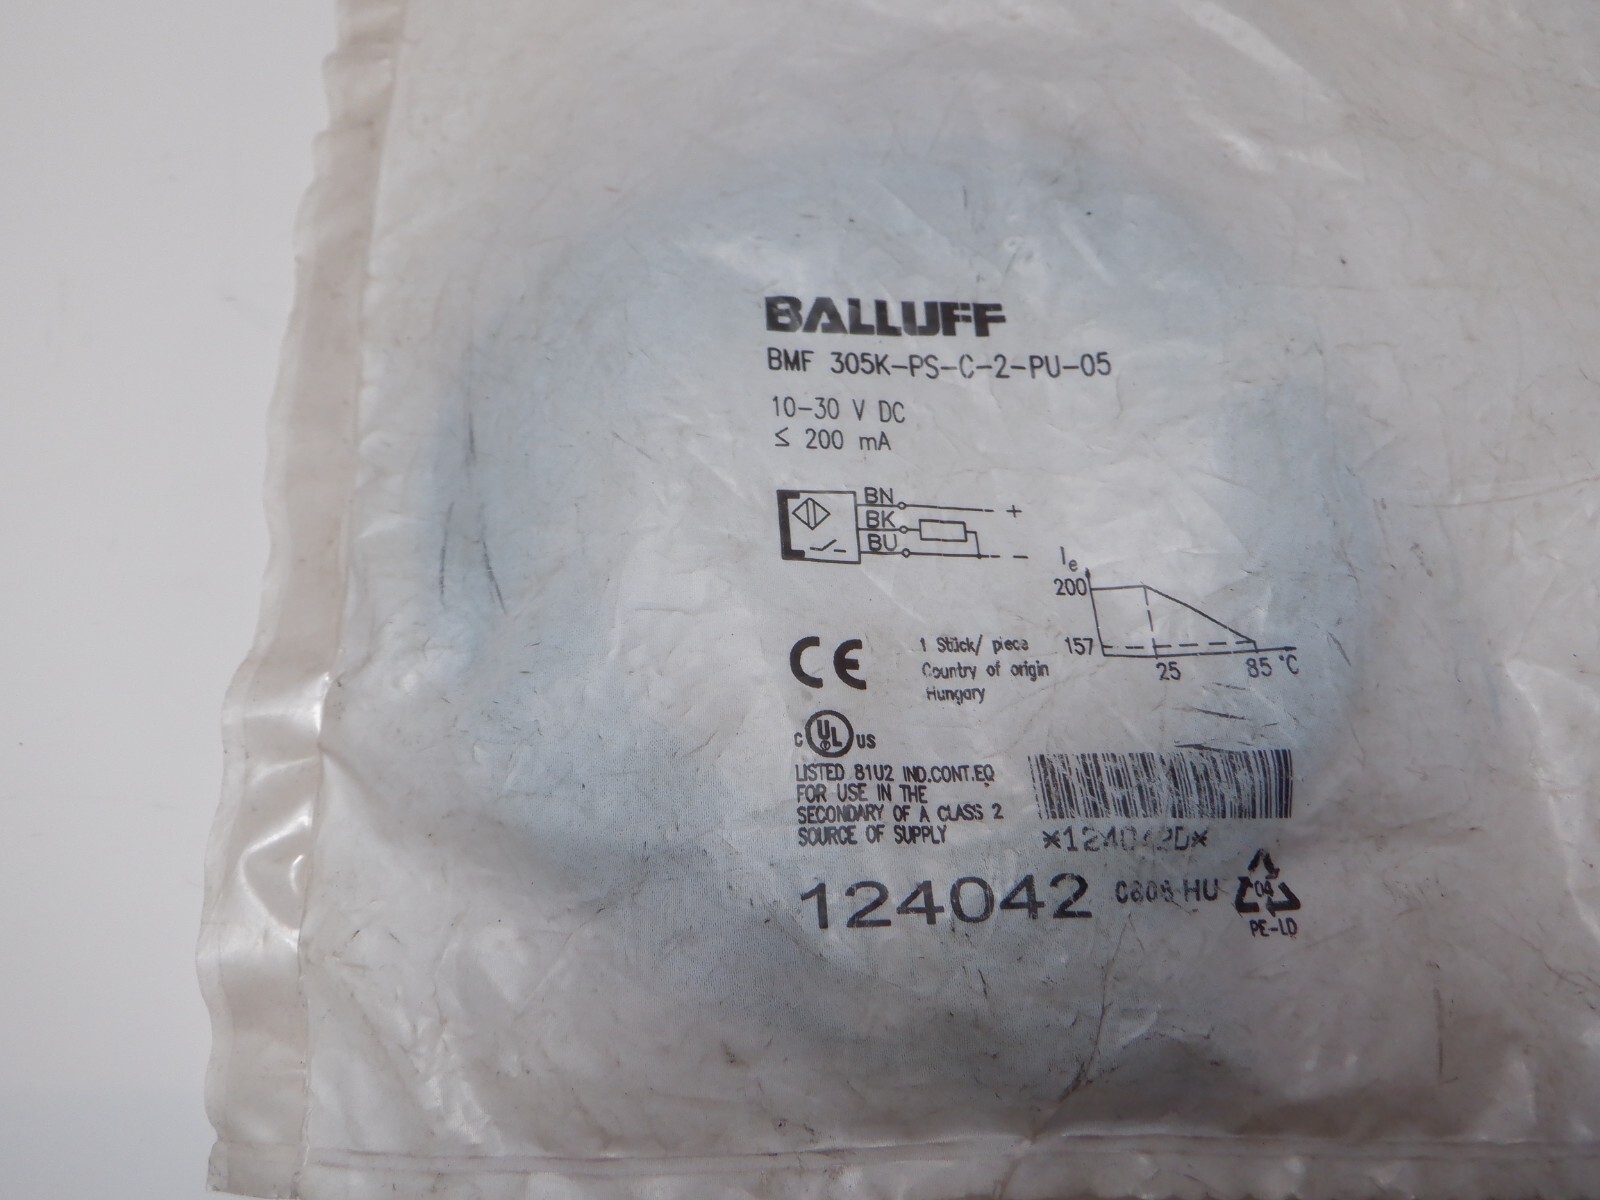 BALLUFF
BMF 305K-PS-C-2-PU-05
10-30 V DC
≤ 200 mA
BN +
BK
BU -
Ie
200
157
25 85 °C
CE
1 Stück/ piece
Country of origin
Hungary
C UL US
LISTED 81U2 IND.CONT.EQ
FOR USE IN THE
SECONDARY OF A CLASS 2
SOURCE OF SUPPLY
124042 HU
04
PE-LD